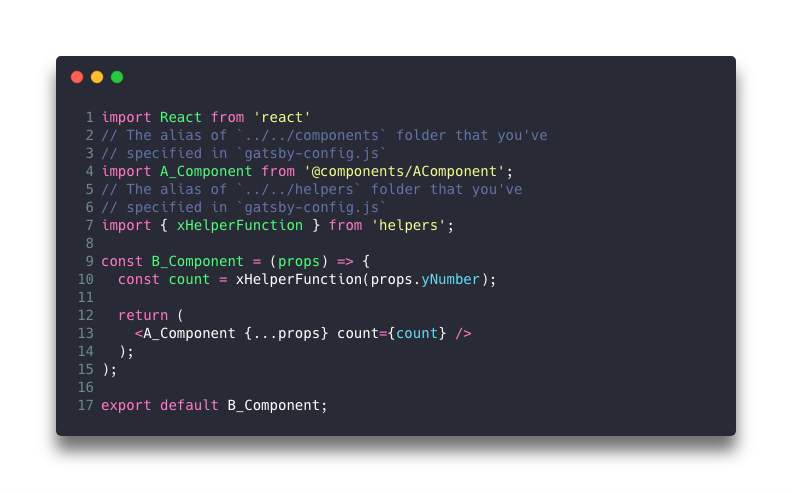 1 import React from 'react'
2 // The alias of `../../components` folder that you've
3 // specified in `gatsby-config.js`
4 import A_Component from '@components/AComponent';
5 // The alias of `../../helpers` folder that you've
6 // specified in `gatsby-config.js`
7 import { xHelperFunction } from 'helpers';
8
9 const B_Component = (props) => {
10   const count = xHelperFunction(props.yNumber);
11
12   return (
13     <A_Component {...props} count={count} />
14   );
15 );
16
17 export default B_Component;